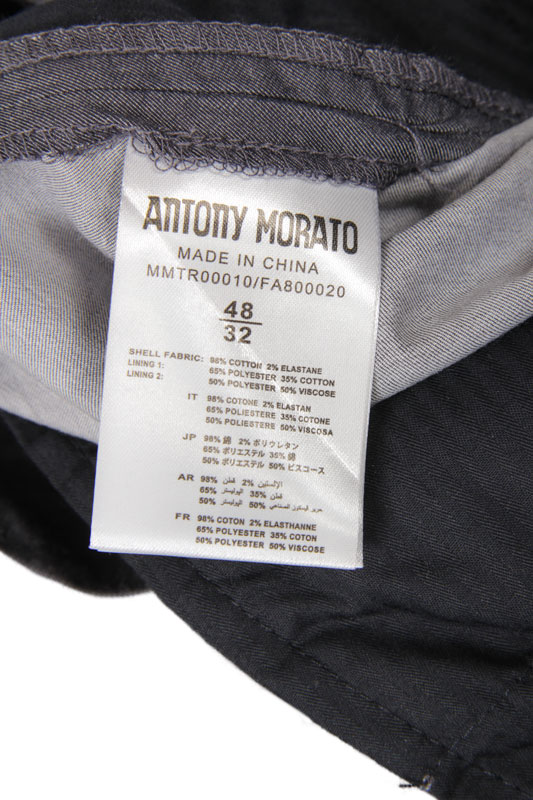 ANTONY MORATO
MADE IN CHINA
MMTR00010/FA800020
48
32
SHELL FABRIC: 98% COTTON 2% ELASTANE
LINING 1: 65% POLYESTER 35% COTTON
LINING 2: 50% POLYESTER 50% VISCOSE
IT 98% COTONE 2% ELASTAN
65% POLIESTERE 35% COTONE
50% POLIESTERE 50% VISCOSA
JP 98% 綿 2% ポリウレタン
65% ポリエステル 35% 綿
50% ポリエステル 50% ビスコース
AR 98% قطن 2% الإلستين
65% البوليستر 35% قطن
50% البوليستر 50%
FR 98% COTON 2% ELASTHANNE
65% POLYESTER 35% COTON
50% POLYESTER 50% VISCOSE